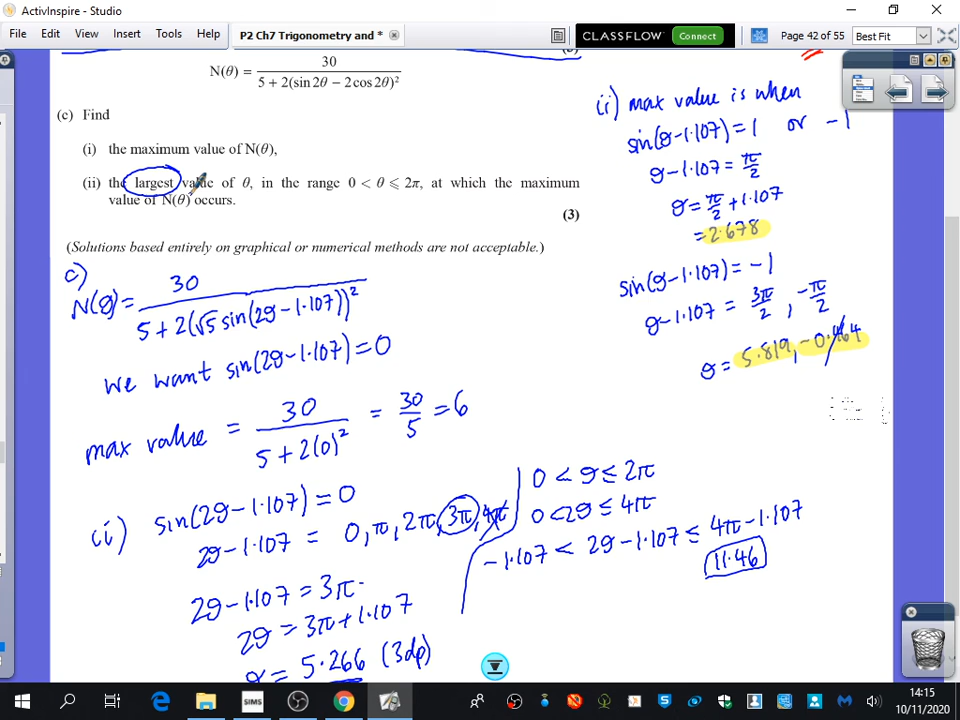 ActivInspire - Studio
File Edit View Insert Tools Help
P2 Ch7 Trigonometry and *
CLASSFLOW Connect
Page 42 of 55
Best Fit
N(θ) = 30 / 5 + 2(sin 2θ − 2 cos 2θ)²
(c) Find
(i) the maximum value of N(θ),
(ii) the largest value of θ, in the range 0 < θ ⩽ 2π, at which the maximum
value of N(θ) occurs.
(3)
(Solutions based entirely on graphical or numerical methods are not acceptable.)
c)
N(θ) = 30 / 5 + 2(√5 sin(2θ − 1.107))²
we want sin(2θ − 1.107) = 0
max value = 30 / 5 + 2(0)² = 30/5 = 6
(ii) sin(2θ − 1.107) = 0
2θ − 1.107 = 0, π, 2π, 3π, 4π
2θ − 1.107 = 3π
2θ = 3π + 1.107
θ = 5.266 (3dp)
0 < θ ≤ 2π
0 < 2θ ≤ 4π
−1.107 < 2θ − 1.107 ≤ 4π − 1.107
11.46
(ii) max value is when
sin(θ − 1.107) = 1 or −1
θ − 1.107 = π/2
θ = π/2 + 1.107
= 2.678
sin(θ − 1.107) = −1
θ − 1.107 = 3π/2, −π/2
θ = 5.819, −0.464
SIMS
14:15
10/11/2020